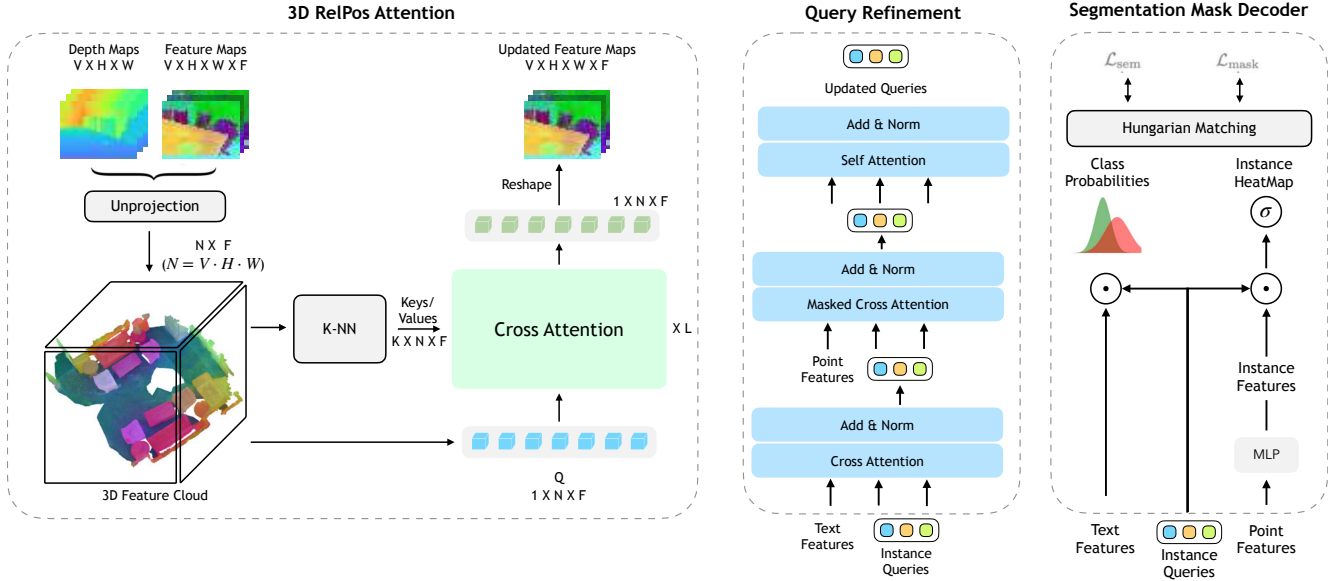 3D RelPos Attention
Depth Maps
V X H X W
Feature Maps
V X H X W X F
Updated Feature Maps
V X H X W X F
Unprojection
Reshape
1 X N X F
N X F
(N = V · H · W)
K-NN
Keys/
Values
K X N X F
Cross Attention
X L
3D Feature Cloud
Q
1 X N X F
Query Refinement
Updated Queries
Add & Norm
Self Attention
Add & Norm
Masked Cross Attention
Point
Features
Add & Norm
Cross Attention
Text
Features
Instance
Queries
Segmentation Mask Decoder
ℒsem
ℒmask
Hungarian Matching
Class
Probabilities
Instance
HeatMap
σ
Instance
Features
MLP
Text
Features
Instance
Queries
Point
Features